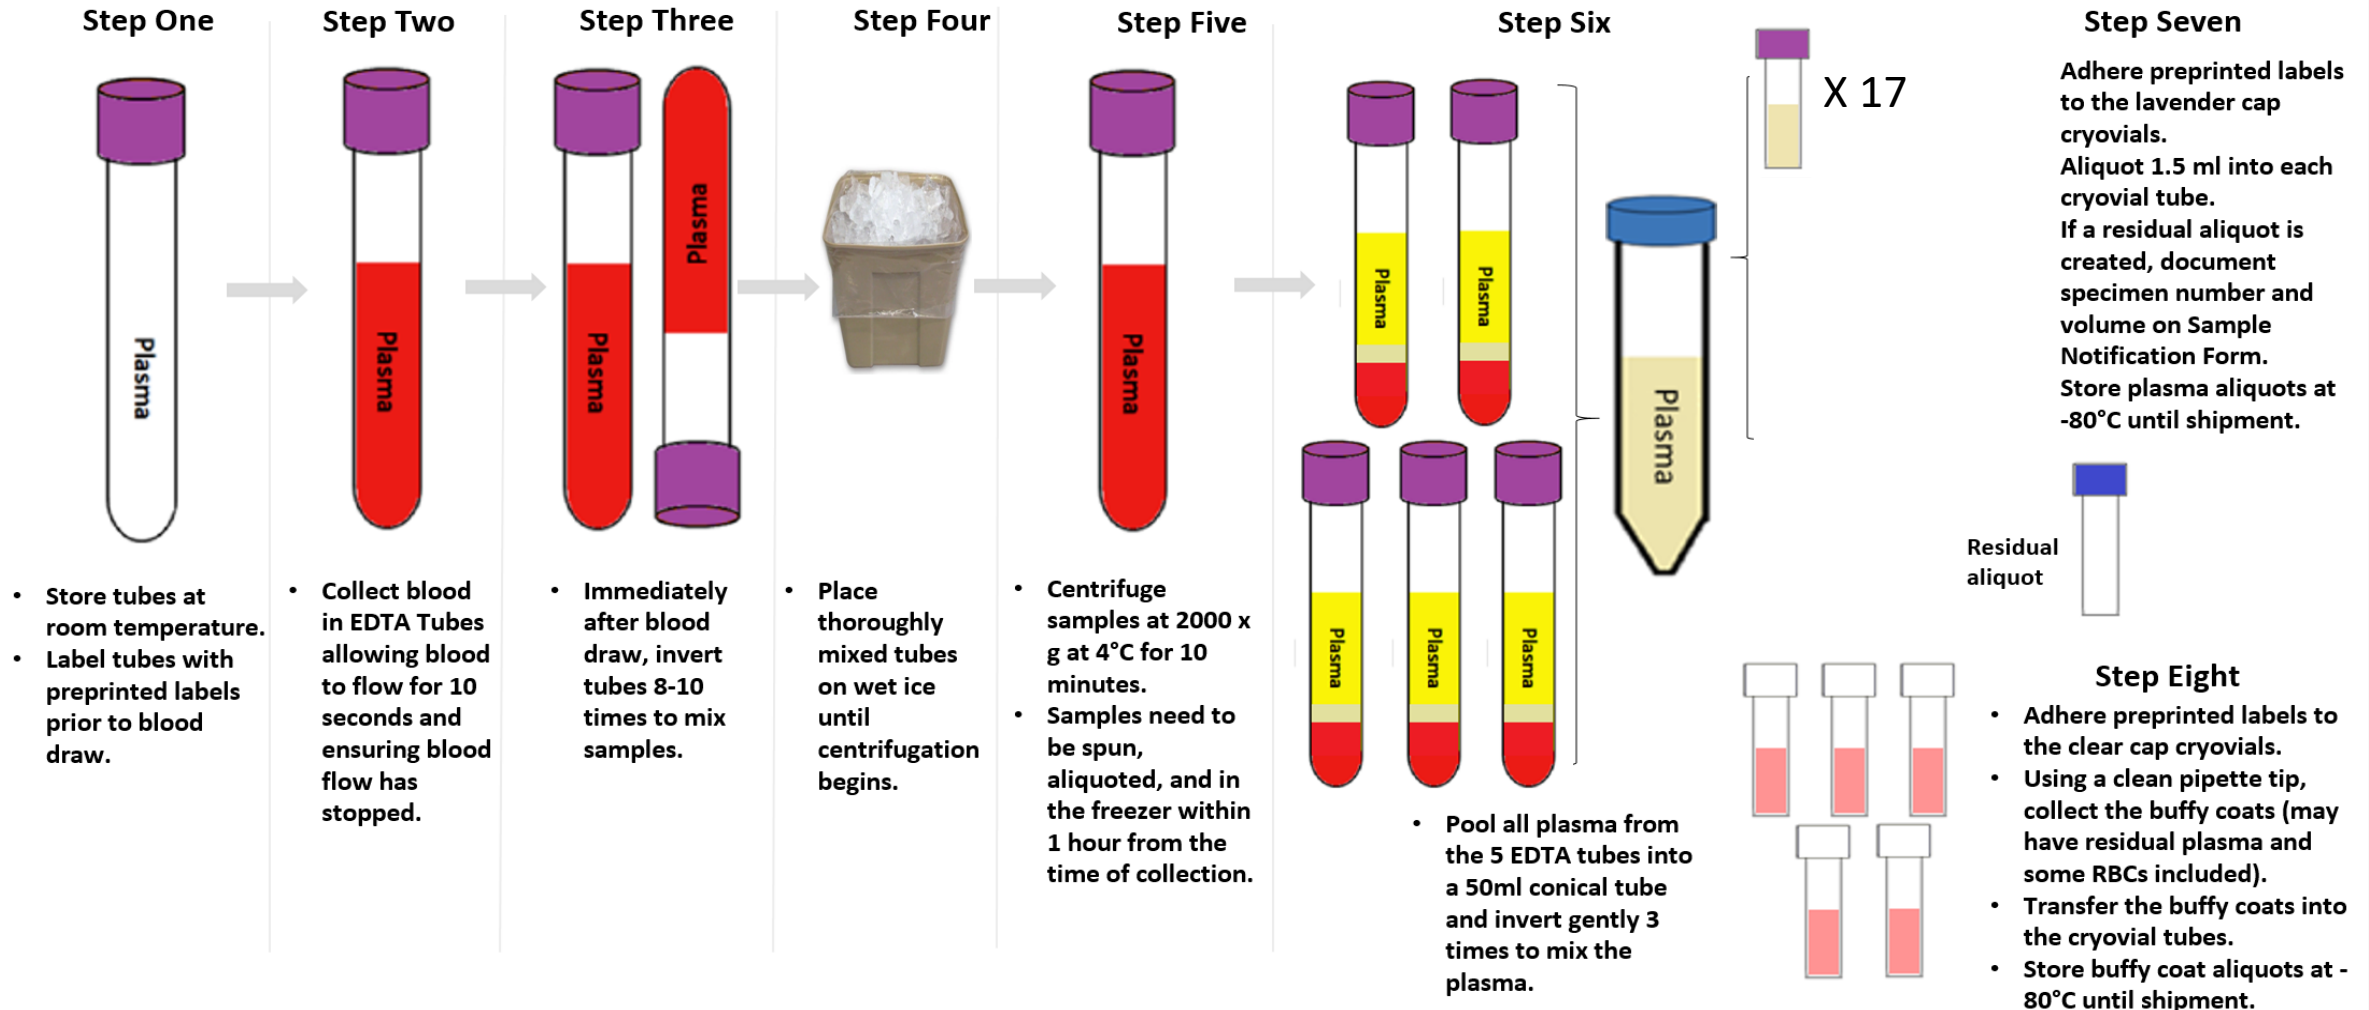 Step One
Plasma
• Store tubes at
room temperature.
• Label tubes with
preprinted labels
prior to blood
draw.
Step Two
Plasma
• Collect blood
in EDTA Tubes
allowing blood
to flow for 10
seconds and
ensuring blood
flow has
stopped.
Step Three
Plasma
Plasma
• Immediately
after blood
draw, invert
tubes 8-10
times to mix
samples.
Step Four
• Place
thoroughly
mixed tubes
on wet ice
until
centrifugation
begins.
Step Five
Plasma
• Centrifuge
samples at 2000 x
g at 4°C for 10
minutes.
• Samples need to
be spun,
aliquoted, and in
the freezer within
1 hour from the
time of collection.
Step Six
Plasma
Plasma
Plasma
Plasma
Plasma
Plasma
• Pool all plasma from
the 5 EDTA tubes into
a 50ml conical tube
and invert gently 3
times to mix the
plasma.
X 17
Step Seven
Adhere preprinted labels
to the lavender cap
cryovials.
Aliquot 1.5 ml into each
cryovial tube.
If a residual aliquot is
created, document
specimen number and
volume on Sample
Notification Form.
Store plasma aliquots at
-80°C until shipment.
Residual
aliquot
Step Eight
• Adhere preprinted labels to
the clear cap cryovials.
• Using a clean pipette tip,
collect the buffy coats (may
have residual plasma and
some RBCs included).
• Transfer the buffy coats into
the cryovial tubes.
• Store buffy coat aliquots at -
80°C until shipment.